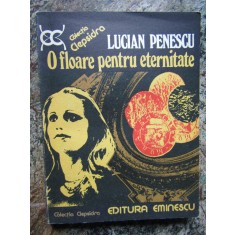 Colecția Clepsidra
LUCIAN PENESCU
O floare pentru eternitate
EDITURA EMINESCU
Colecția Clepsidra